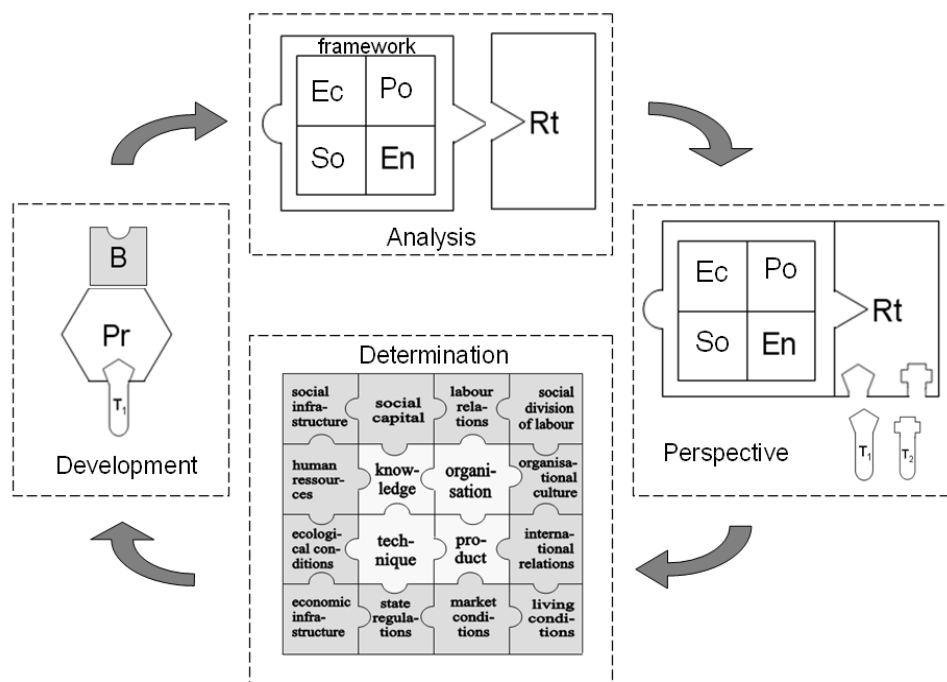 framework
Ec
Po
So
En
Rt
Analysis
B
Pr
T1
Development
Ec
Po
So
En
Rt
T1
T2
Perspective
Determination
social
infra-
structure
social
capital
labour
rela-
tions
social
division
of labour
human
ressour-
ces
know-
ledge
organi-
sation
organisa-
tional
culture
ecologi-
cal con-
ditions
tech-
nique
pro-
duct
interna-
tional
relations
economic
infra-
structure
state
regula-
tions
market
condi-
tions
living
condi-
tions